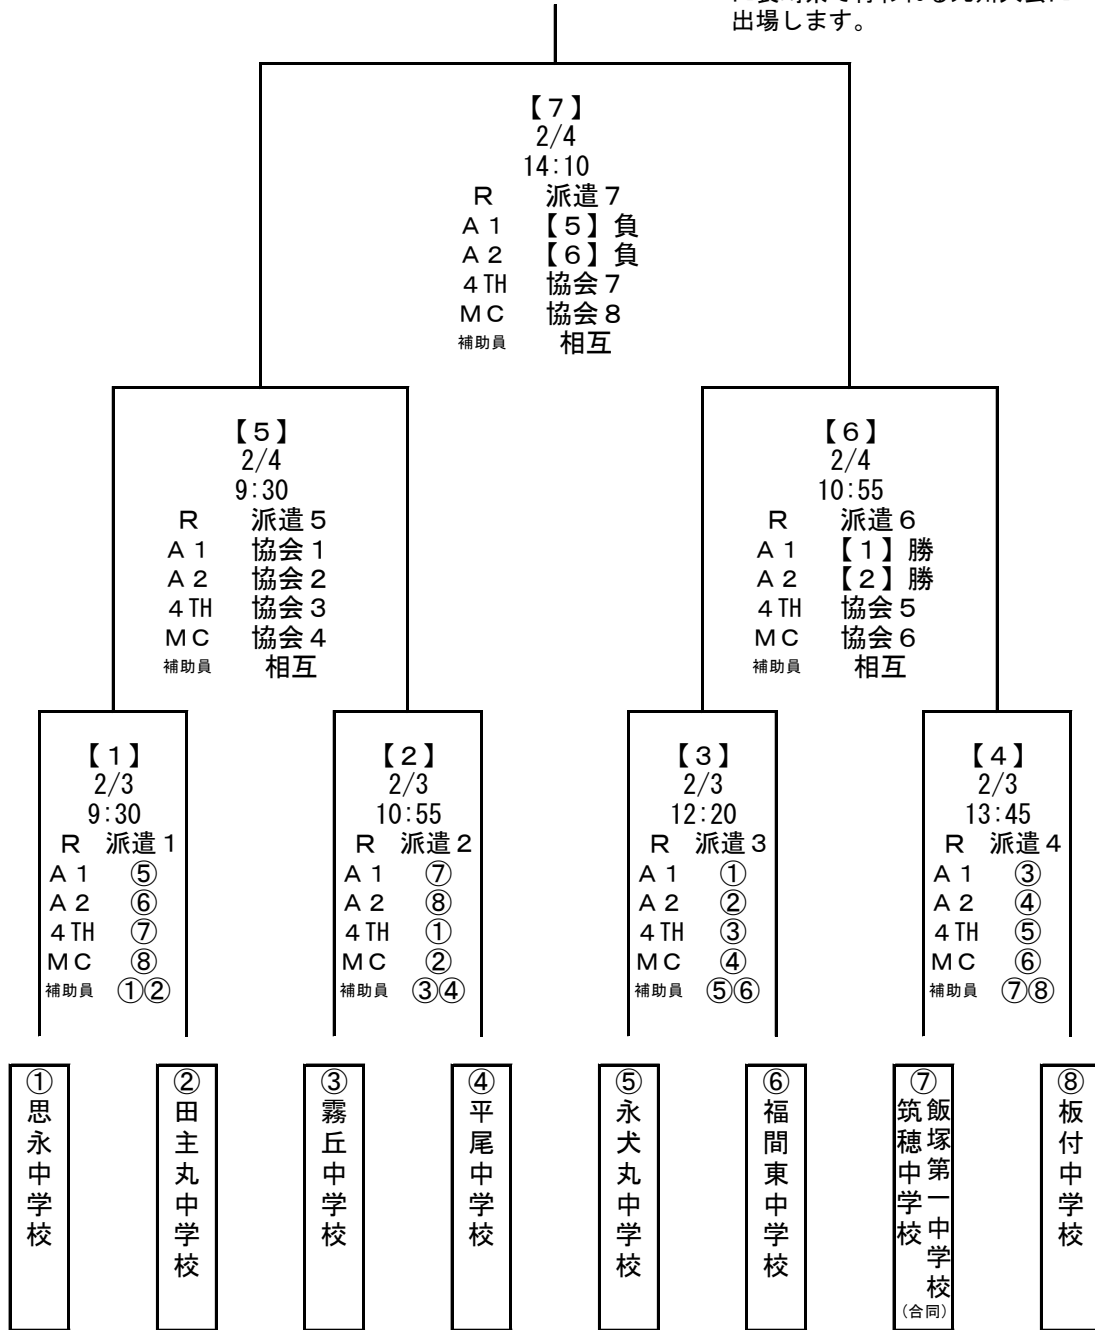 出場します。
【７】
2/4
14:10
Ｒ 派遣７
Ａ１ 【５】負
Ａ２ 【６】負
４TH 協会７
ＭＣ 協会８
補助員 相互
【５】
2/4
9:30
Ｒ 派遣５
Ａ１ 協会１
Ａ２ 協会２
４TH 協会３
ＭＣ 協会４
補助員 相互
【６】
2/4
10:55
Ｒ 派遣６
Ａ１ 【１】勝
Ａ２ 【２】勝
４TH 協会５
ＭＣ 協会６
補助員 相互
【１】
2/3
9:30
Ｒ 派遣１
Ａ１ ⑤
Ａ２ ⑥
４TH ⑦
ＭＣ ⑧
補助員 ①②
【２】
2/3
10:55
Ｒ 派遣２
Ａ１ ⑦
Ａ２ ⑧
４TH ①
ＭＣ ②
補助員 ③④
【３】
2/3
12:20
Ｒ 派遣３
Ａ１ ①
Ａ２ ②
４TH ③
ＭＣ ④
補助員 ⑤⑥
【４】
2/3
13:45
Ｒ 派遣４
Ａ１ ③
Ａ２ ④
４TH ⑤
ＭＣ ⑥
補助員 ⑦⑧
①思永中学校
②田主丸中学校
③霧丘中学校
④平尾中学校
⑤永犬丸中学校
⑥福間東中学校
⑦
飯塚第一中学校
筑穂中学校
（合同）
⑧板付中学校